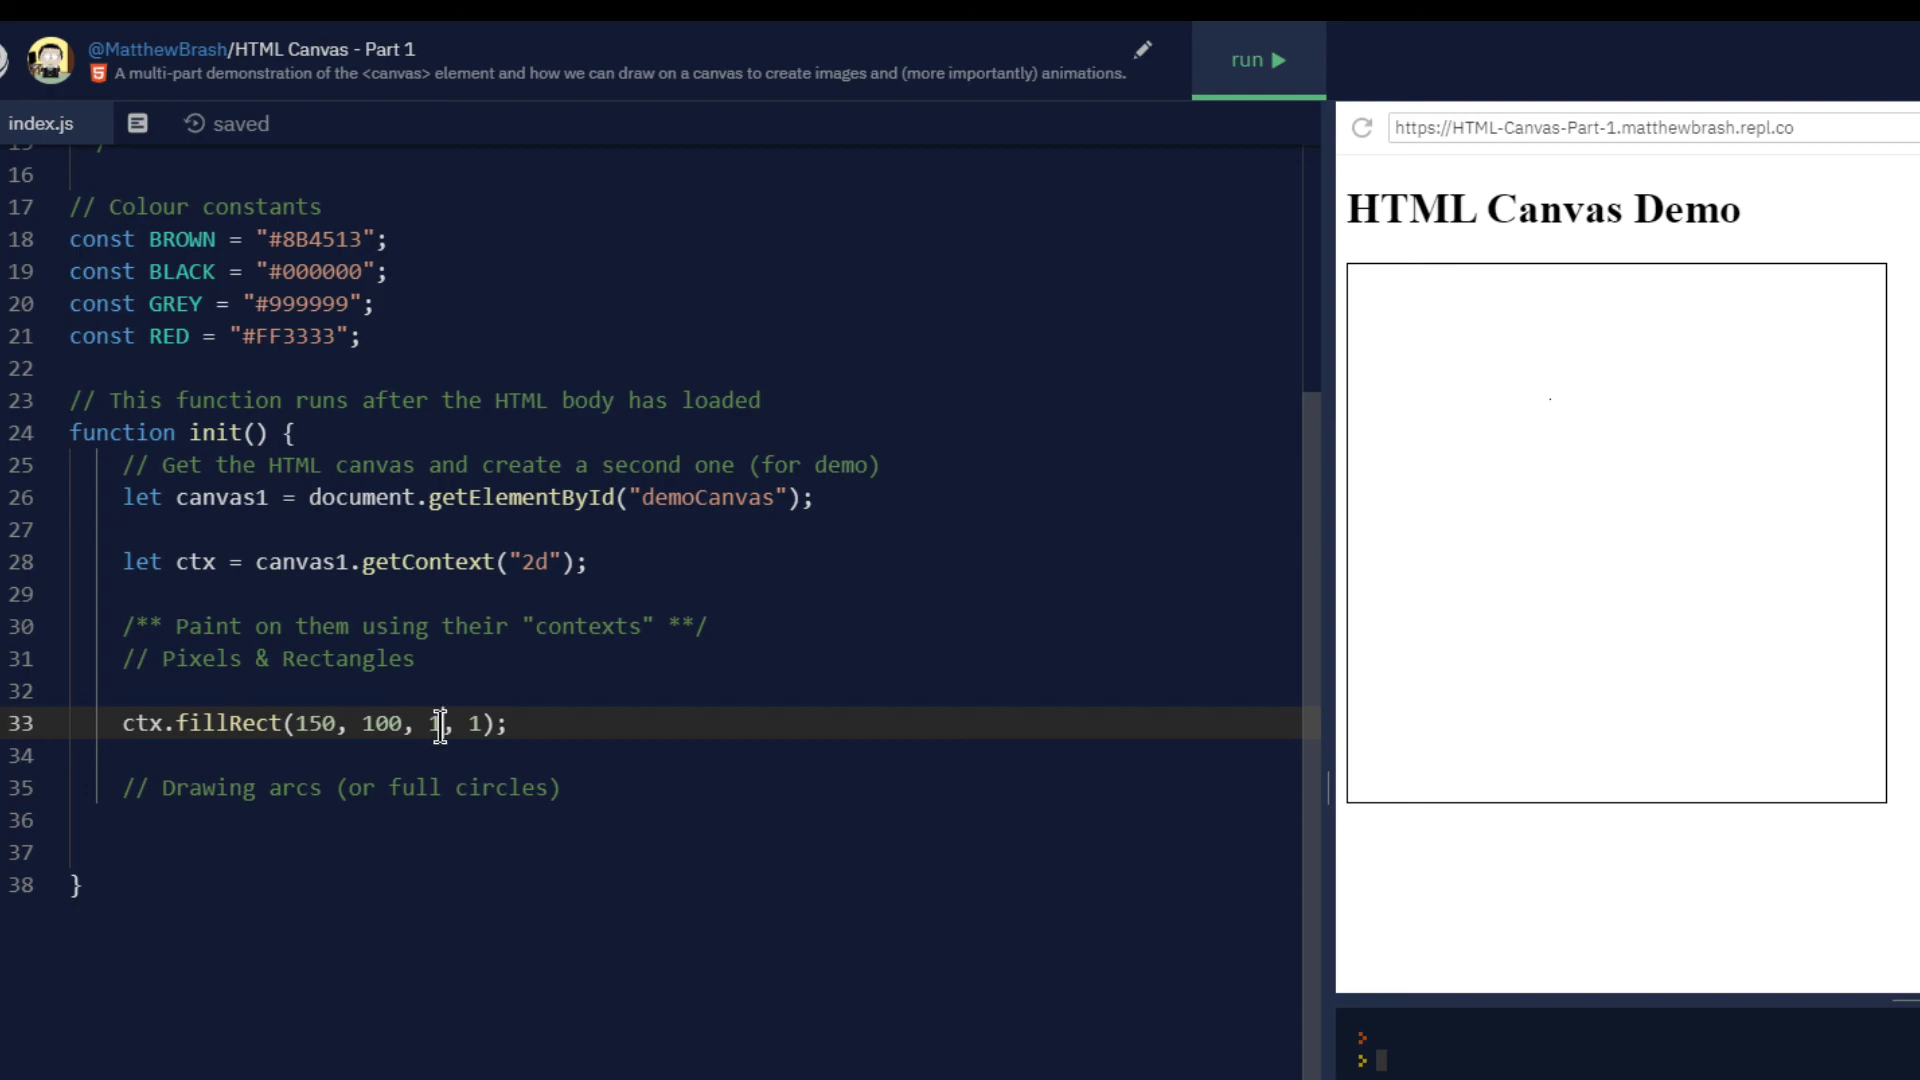 @MatthewBrash/HTML Canvas - Part 1
A multi-part demonstration of the <canvas> element and how we can draw on a canvas to create images and (more importantly) animations.
run
index.js
saved
https://HTML-Canvas-Part-1.matthewbrash.repl.co
HTML Canvas Demo
16
17 // Colour constants
18 const BROWN = "#8B4513";
19 const BLACK = "#000000";
20 const GREY = "#999999";
21 const RED = "#FF3333";
22
23 // This function runs after the HTML body has loaded
24 function init() {
25 // Get the HTML canvas and create a second one (for demo)
26 let canvas1 = document.getElementById("demoCanvas");
27
28 let ctx = canvas1.getContext("2d");
29
30 /** Paint on them using their "contexts" **/
31 // Pixels & Rectangles
32
33 ctx.fillRect(150, 100, 1, 1);
34
35 // Drawing arcs (or full circles)
36
37
38 }
>
>